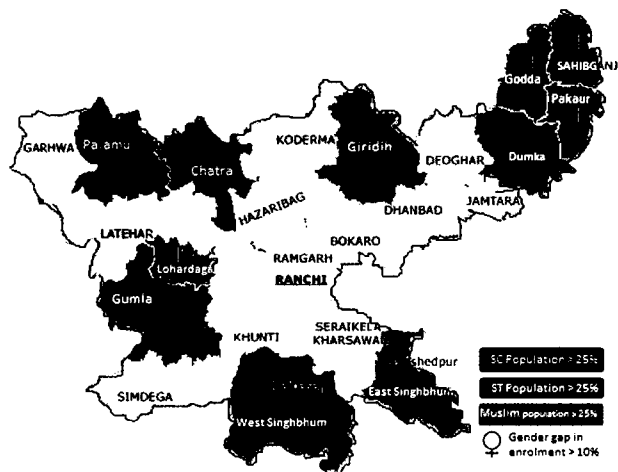 SAHIBGANJ
Godda
Pakaur
GARHWA
Palamu
Chatra
KODERMA
Giridih
DEOGHAR
Dumka
HAZARIBAG
DHANBAD
JAMTARA
LATEHAR
Lohardaga
BOKARO
RAMGARH
RANCHI
Gumla
KHUNTI
SERAIKELA
KHARSAWA
SIMDEGA
East Singhbhum
West Singhbhum
SC Population > 25%
ST Population > 25%
Muslim population > 25%
Gender gap in
enrolment > 10%